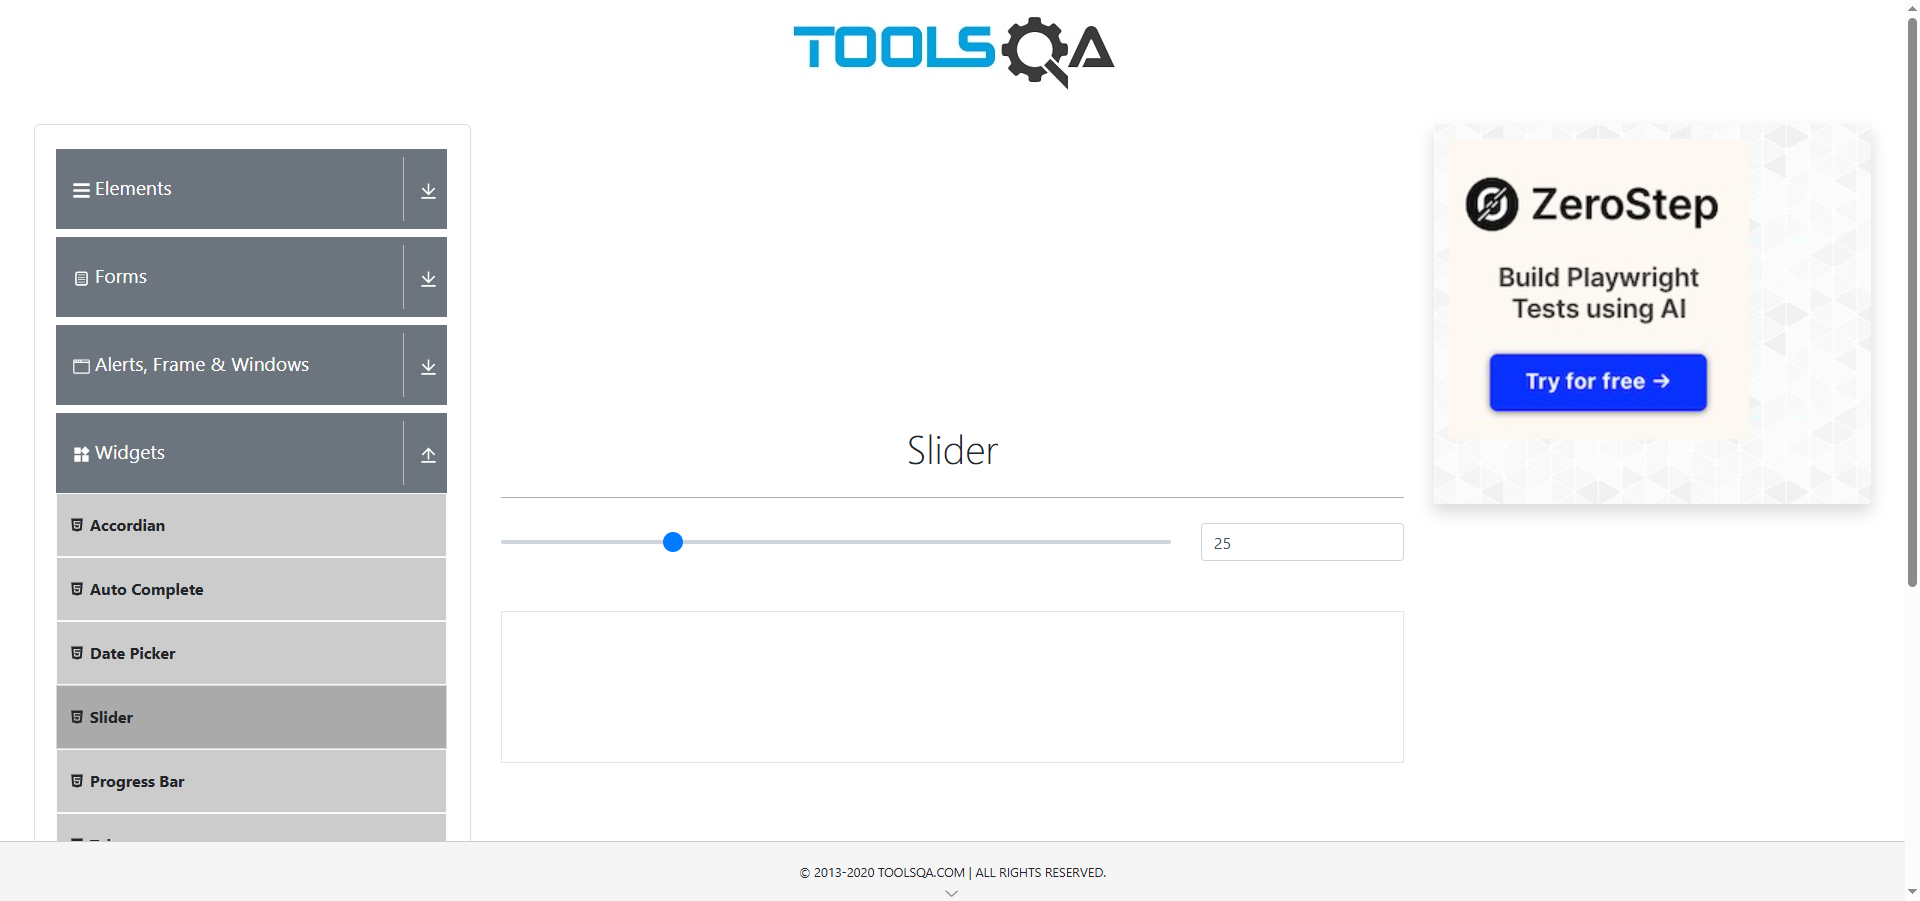 TOOLSQA
Elements
Forms
Alerts, Frame & Windows
Widgets
Accordian
Auto Complete
Date Picker
Slider
Progress Bar
Slider
25
ZeroStep
Build Playwright
Tests using AI
Try for free →
© 2013-2020 TOOLSQA.COM | ALL RIGHTS RESERVED.